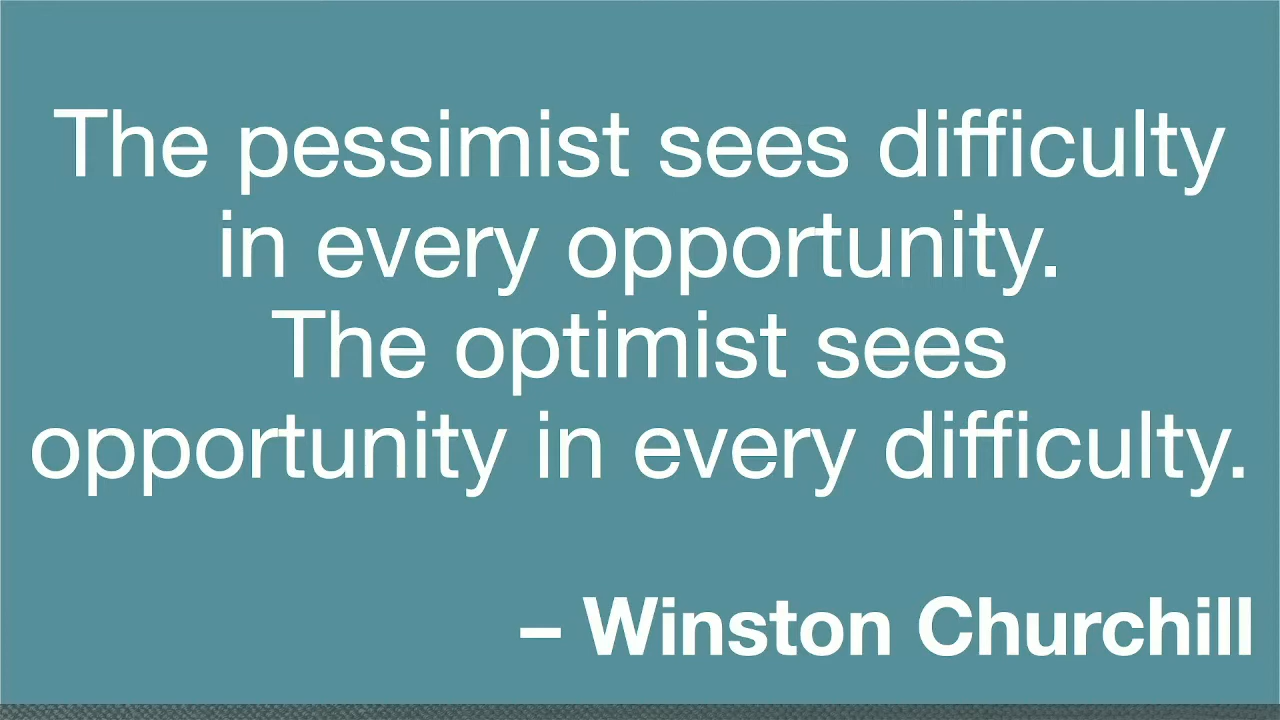 The pessimist sees difficulty
in every opportunity.
The optimist sees
opportunity in every difficulty.
– Winston Churchill